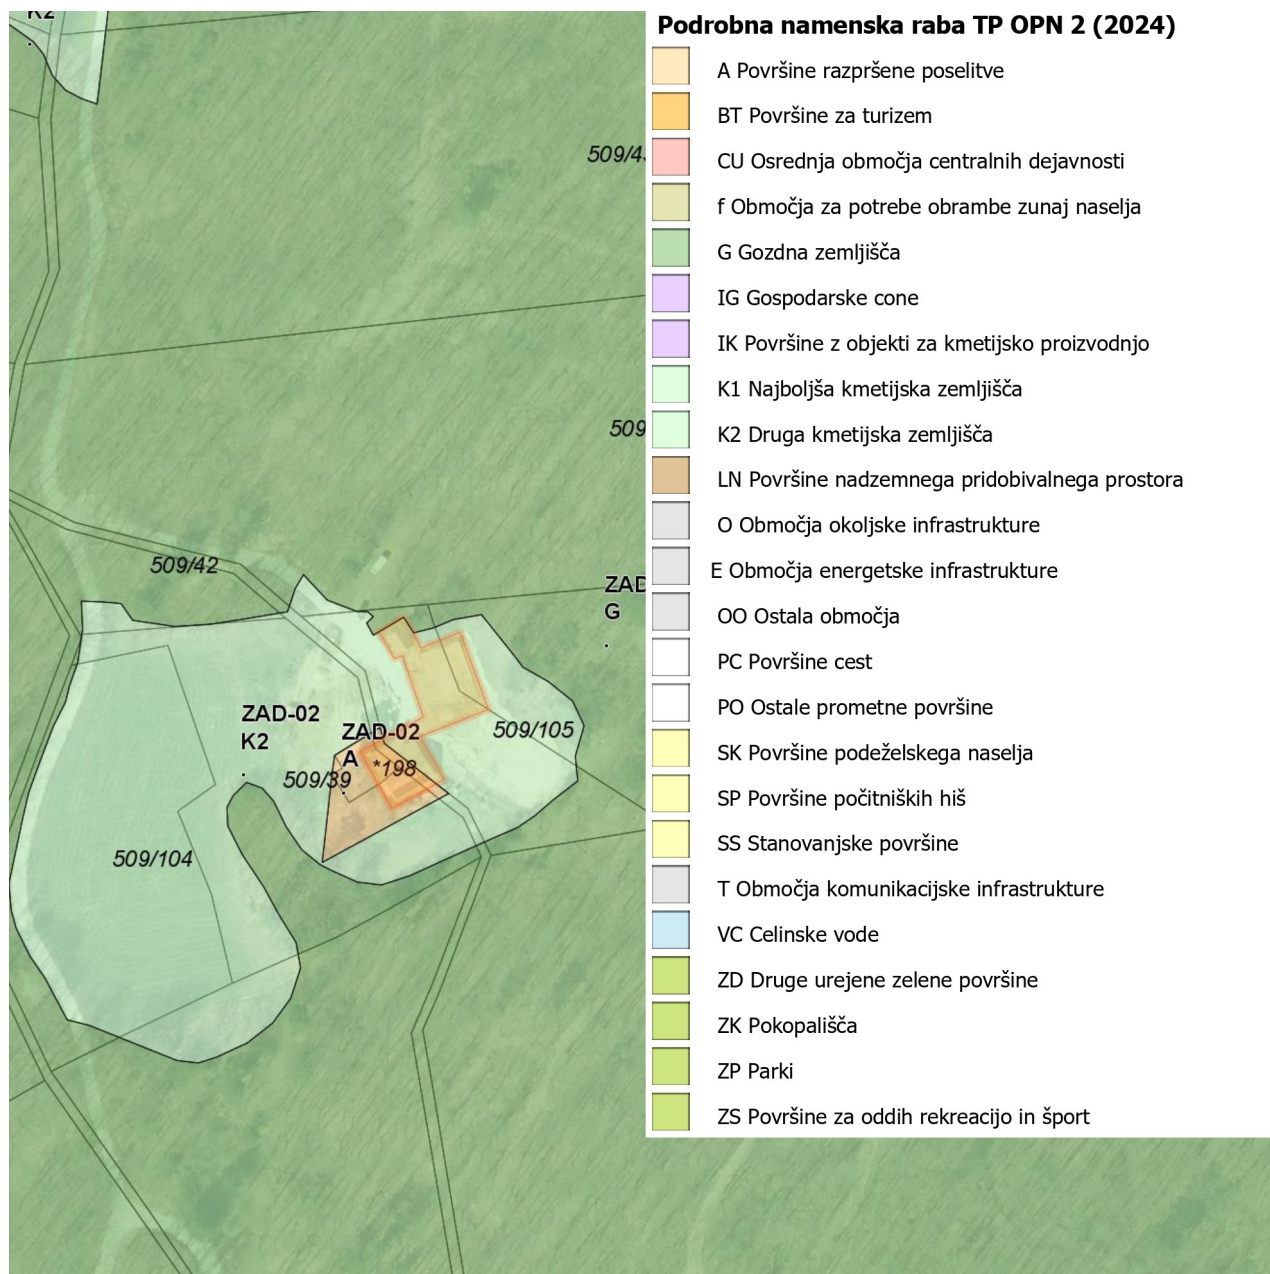 K2
509/42
ZAD-02
K2
ZAD-02
A
*198
509/39
509/105
509/104
509
ZAD
G
Podrobna namenska raba TP OPN 2 (2024)
A Površine razpršene poselitve
BT Površine za turizem
CU Osrednja območja centralnih dejavnosti
f Območja za potrebe obrambe zunaj naselja
G Gozdna zemljišča
IG Gospodarske cone
IK Površine z objekti za kmetijsko proizvodnjo
K1 Najboljša kmetijska zemljišča
K2 Druga kmetijska zemljišča
LN Površine nadzemnega pridobivalnega prostora
O Območja okoljske infrastrukture
E Območja energetske infrastrukture
OO Ostala območja
PC Površine cest
PO Ostale prometne površine
SK Površine podeželskega naselja
SP Površine počitniških hiš
SS Stanovanjske površine
T Območja komunikacijske infrastrukture
VC Celinske vode
ZD Druge urejene zelene površine
ZK Pokopališča
ZP Parki
ZS Površine za oddih rekreacijo in šport